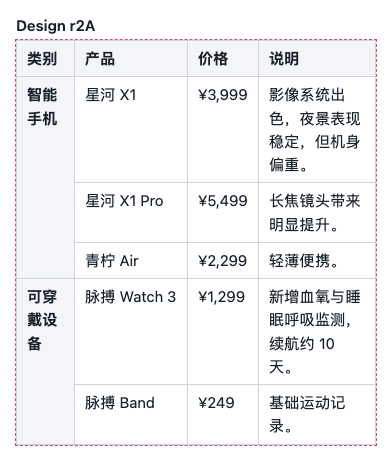 Design r2A
类别 产品 价格 说明
智能手机 星河 X1 ¥3,999 影像系统出色，夜景表现稳定，但机身偏重。
星河 X1 Pro ¥5,499 长焦镜头带来明显提升。
青柠 Air ¥2,299 轻薄便携。
可穿戴设备 脉搏 Watch 3 ¥1,299 新增血氧与睡眠呼吸监测，续航约 10 天。
脉搏 Band ¥249 基础运动记录。